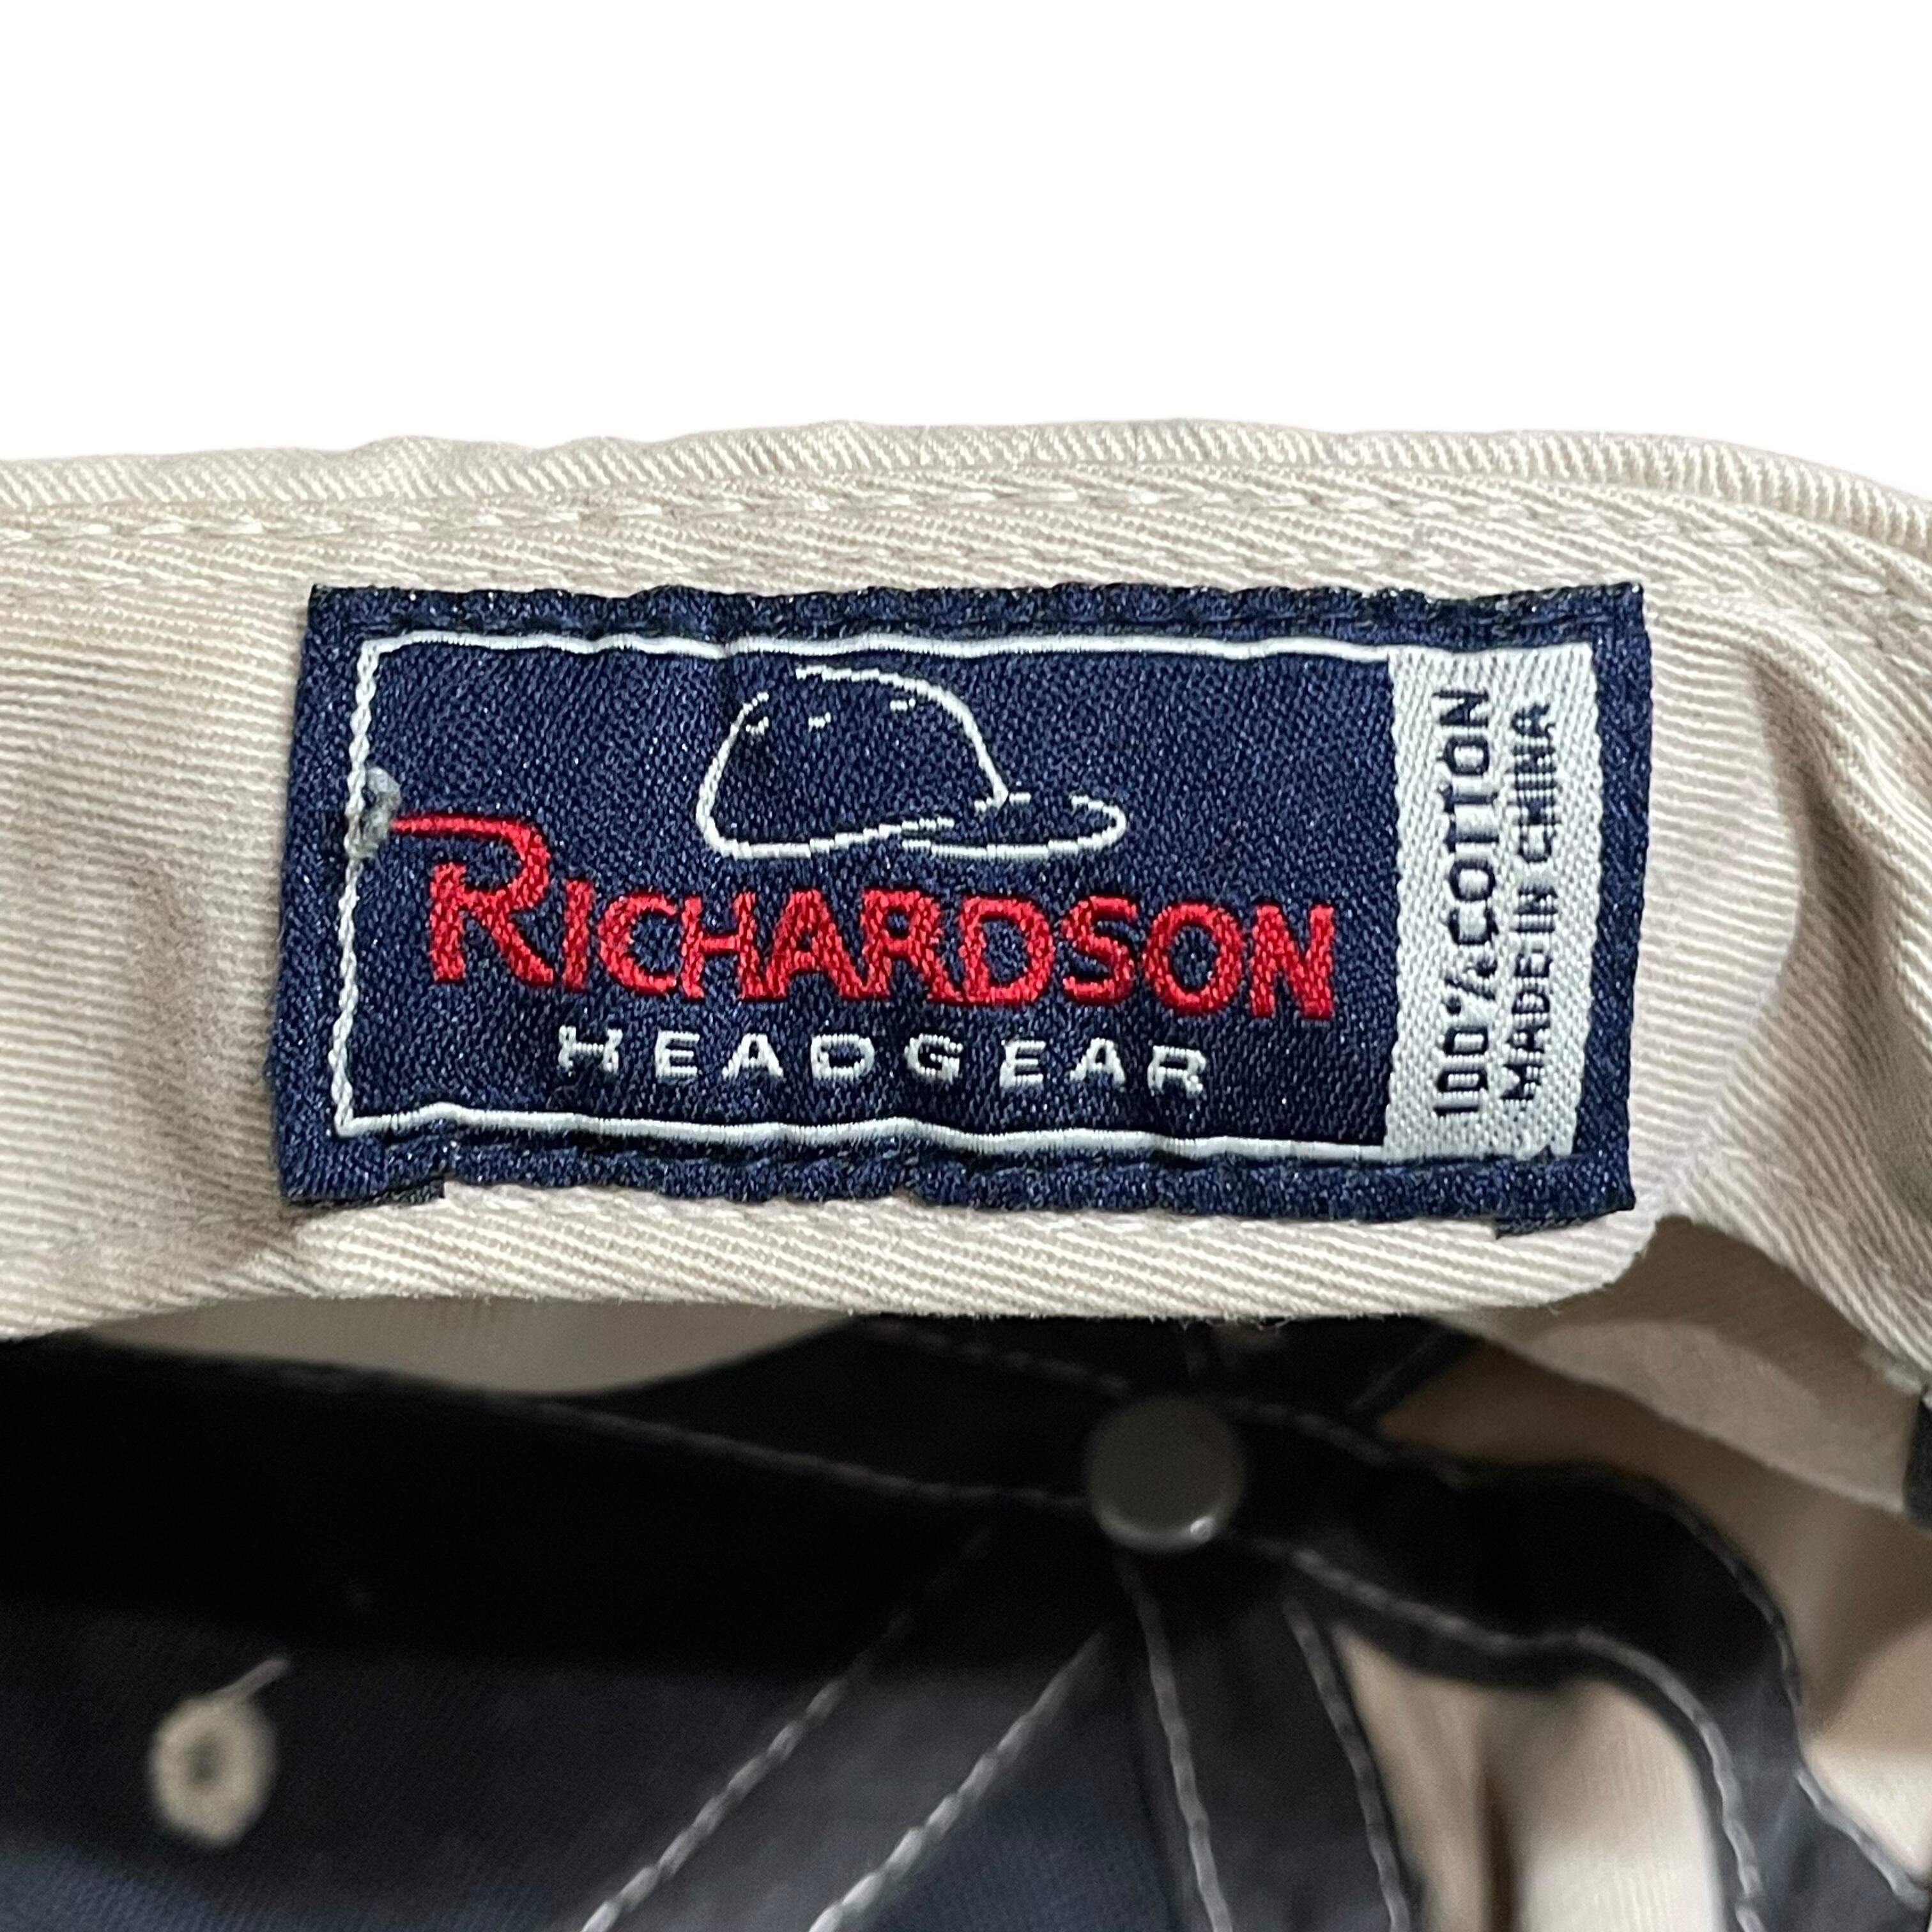 RICHARDSON
HEADGEAR
100% COTTON
MADE IN CHINA